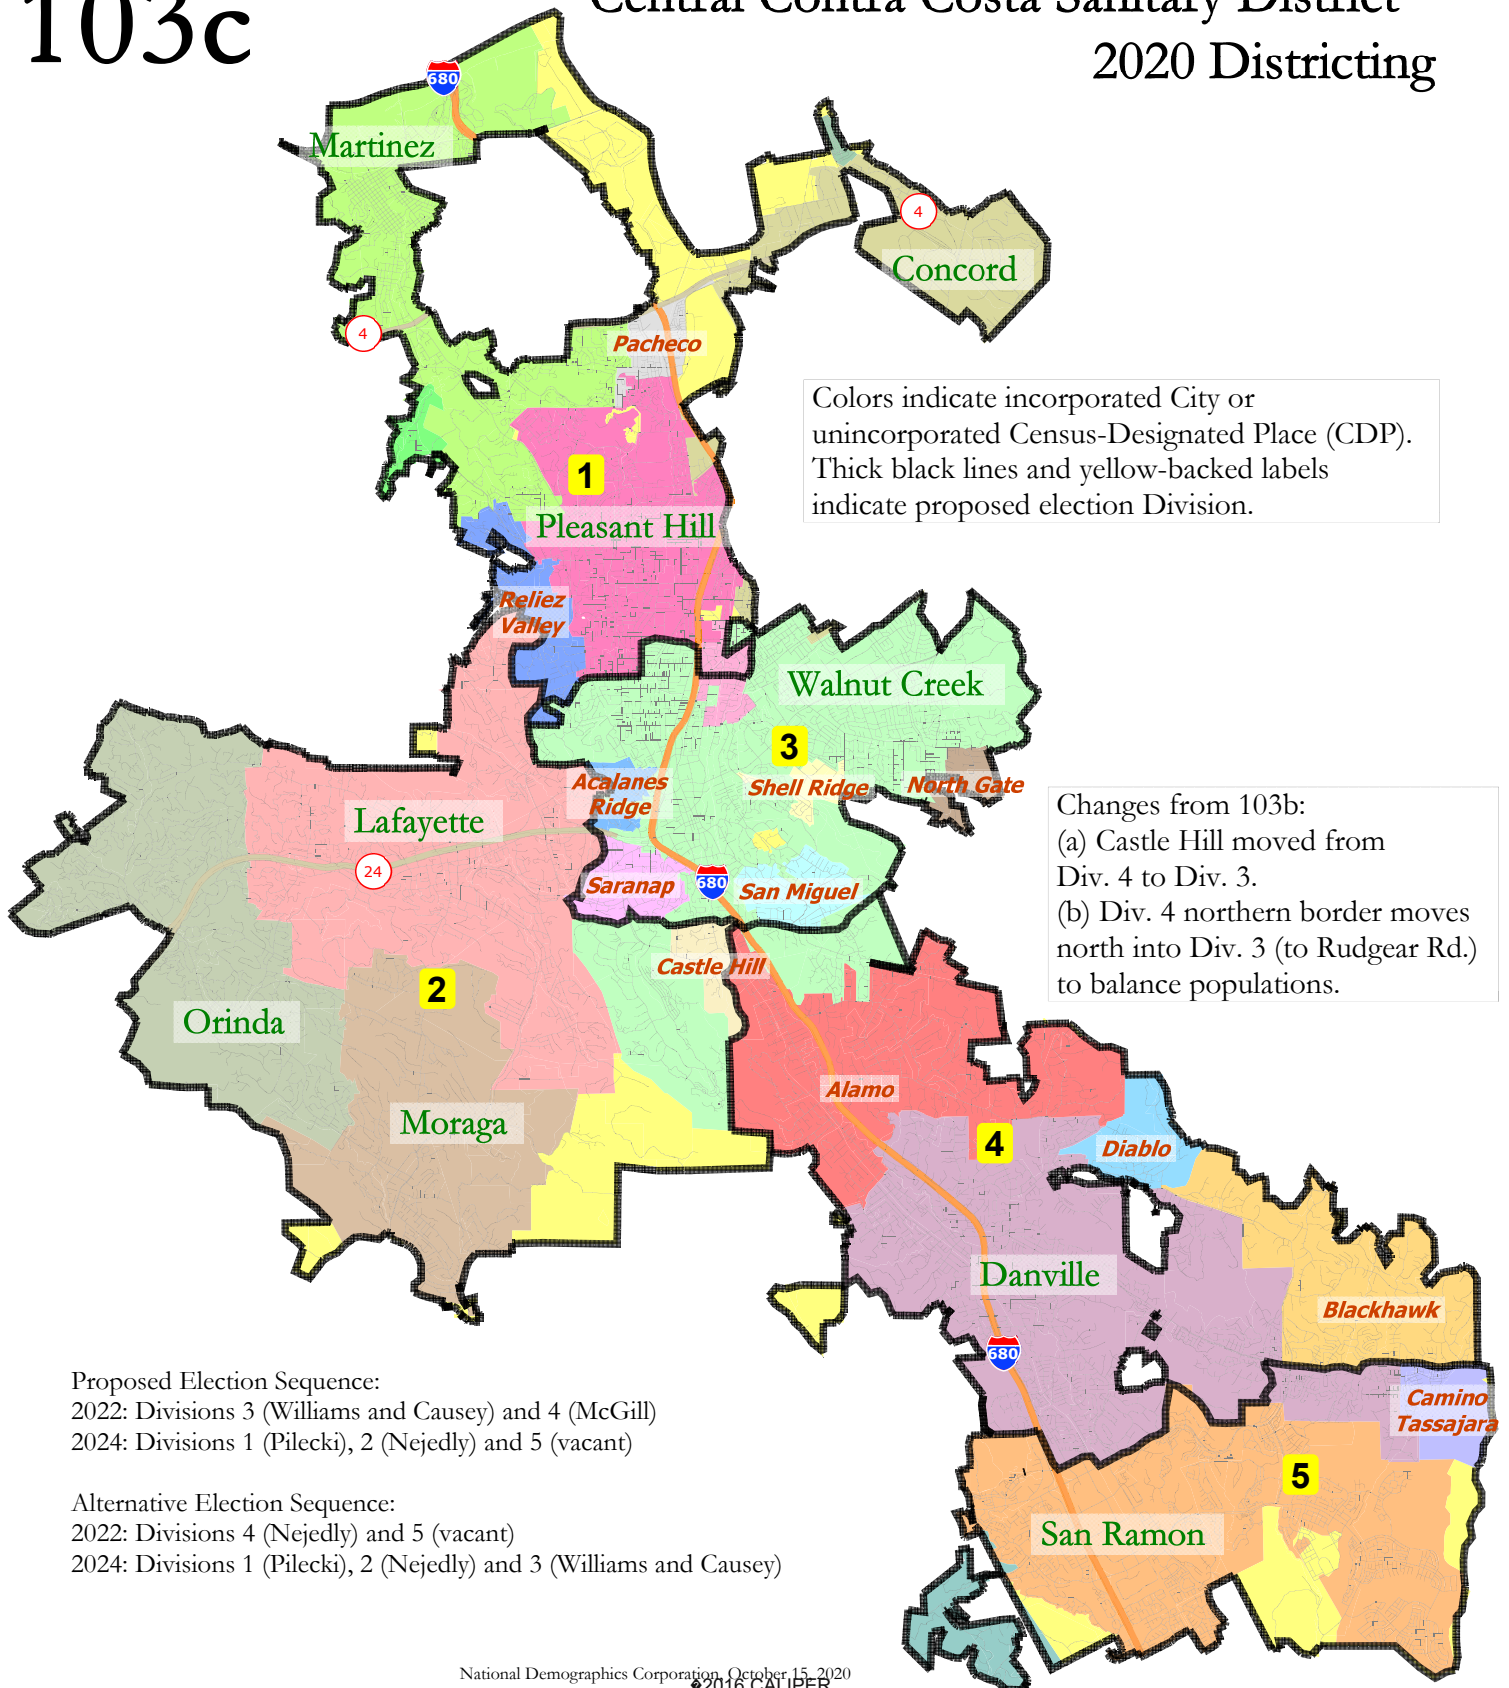 103c
Central Contra Costa Sanitary District
2020 Districting
680
Martinez
4
Concord
4
Pacheco
Colors indicate incorporated City or
unincorporated Census-Designated Place (CDP).
Thick black lines and yellow-backed labels
indicate proposed election Division.
1
Pleasant Hill
Reliez
Valley
Walnut Creek
3
Acalanes
Ridge
Shell Ridge
North Gate
Lafayette
24
Changes from 103b:
(a) Castle Hill moved from
Div. 4 to Div. 3.
(b) Div. 4 northern border moves
north into Div. 3 (to Rudgear Rd.)
to balance populations.
Saranap
680
San Miguel
Castle Hill
2
Orinda
Alamo
Moraga
4
Diablo
Danville
Blackhawk
680
Camino
Tassajara
Proposed Election Sequence:
2022: Divisions 3 (Williams and Causey) and 4 (McGill)
2024: Divisions 1 (Pilecki), 2 (Nejedly) and 5 (vacant)
5
Alternative Election Sequence:
2022: Divisions 4 (Nejedly) and 5 (vacant)
2024: Divisions 1 (Pilecki), 2 (Nejedly) and 3 (Williams and Causey)
San Ramon
National Demographics Corporation, October 15, 2020
�2016 CALIPER